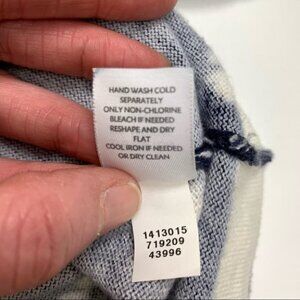 HAND WASH COLD
SEPARATELY
ONLY NON-CHLORINE
BLEACH IF NEEDED
RESHAPE AND DRY
FLAT
COOL IRON IF NEEDED
OR DRY CLEAN
1413015
719209
43996